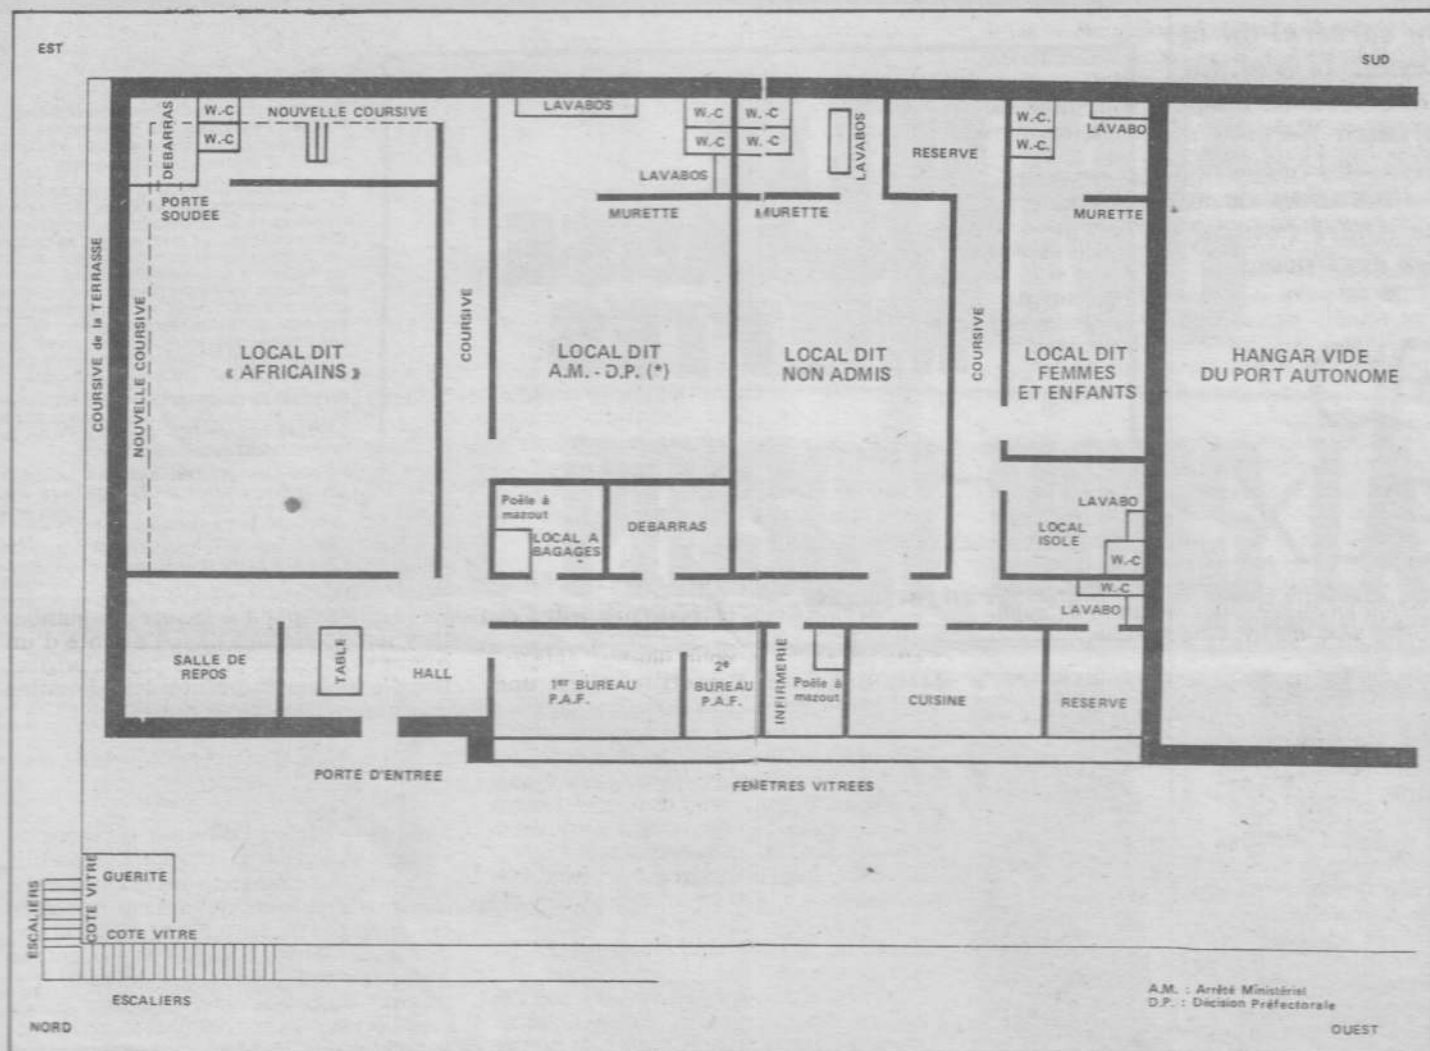 EST
SUD
DEBARRAS
W.-C
W.-C
NOUVELLE COURSIVE
LAVABOS
W.-C
W.-C
LAVABOS
W.-C
W.-C
LAVABOS
RESERVE
W.-C.
W.-C.
LAVABO
PORTE
SOUDEE
MURETTE
MURETTE
MURETTE
COURSIVE de la TERRASSE
NOUVELLE COURSIVE
LOCAL DIT
« AFRICAINS »
COURSIVE
LOCAL DIT
A.M. - D.P. (*)
LOCAL DIT
NON ADMIS
COURSIVE
LOCAL DIT
FEMMES
ET ENFANTS
HANGAR VIDE
DU PORT AUTONOME
Poêle à
mazout
LOCAL A
BAGAGES
DEBARRAS
LAVABO
LOCAL
ISOLE
W.-C
W.-C
LAVABO
SALLE DE
REPOS
TABLE
HALL
1er BUREAU
P.A.F.
2e
BUREAU
P.A.F.
INFIRMERIE
Poêle à
mazout
CUISINE
RESERVE
PORTE D'ENTREE
FENETRES VITREES
ESCALIERS
COTE VITRE
GUERITE
COTE VITRE
ESCALIERS
A.M. : Arrêté Ministériel
D.P. : Décision Préfectorale
NORD
OUEST